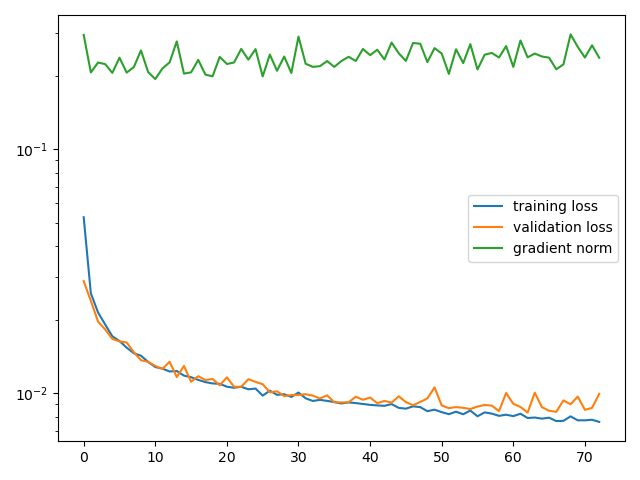 10⁻¹
10⁻²
training loss
validation loss
gradient norm
0 10 20 30 40 50 60 70